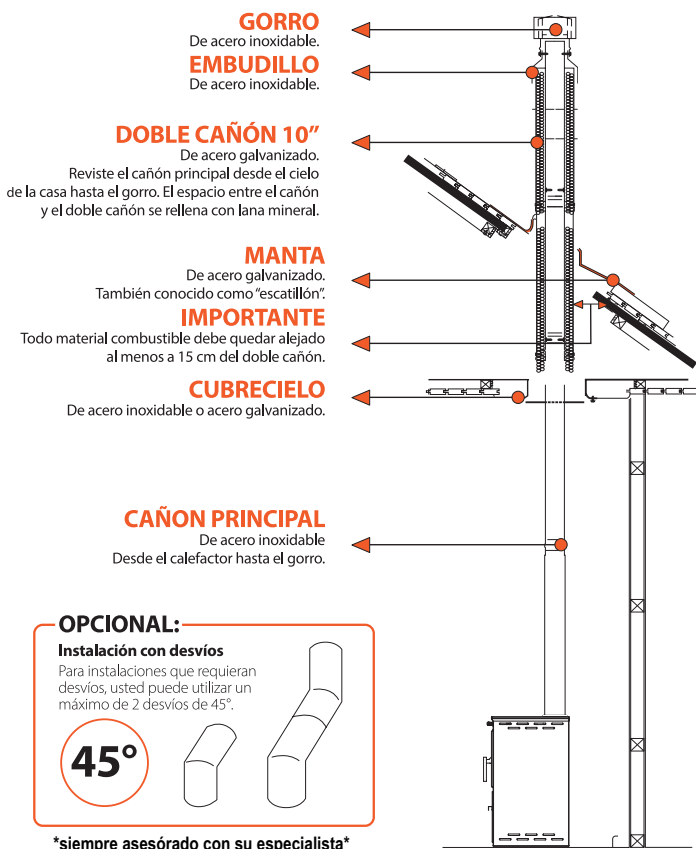 GORRO
De acero inoxidable.
EMBUDILLO
De acero inoxidable.
DOBLE CAÑÓN 10”
De acero galvanizado.
Reviste el cañón principal desde el cielo
de la casa hasta el gorro. El espacio entre el cañón
y el doble cañón se rellena con lana mineral.
MANTA
De acero galvanizado.
También conocido como “escatillón”.
IMPORTANTE
Todo material combustible debe quedar alejado
al menos a 15 cm del doble cañón.
CUBRECIELO
De acero inoxidable o acero galvanizado.
CAÑON PRINCIPAL
De acero inoxidable
Desde el calefactor hasta el gorro.
OPCIONAL:
Instalación con desvíos
Para instalaciones que requieran
desvíos, usted puede utilizar un
máximo de 2 desvíos de 45°.
45°
*siempre asesórado con su especialista*